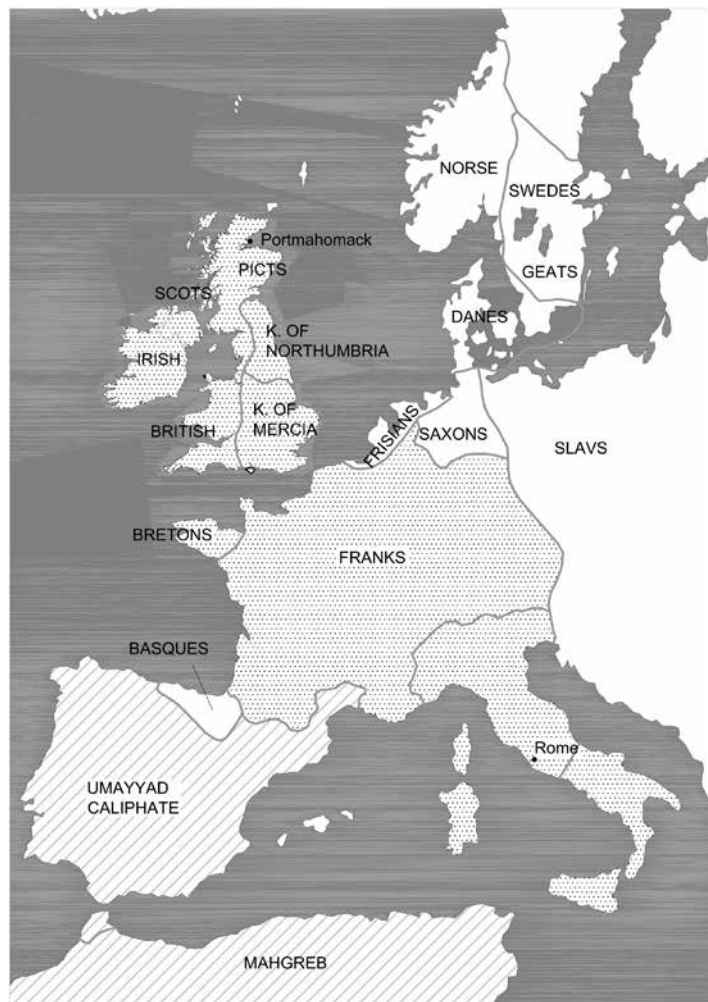 NORSE
SWEDES
Portmahomack
PICTS
GEATS
SCOTS
DANES
K. OF
NORTHUMBRIA
IRISH
K. OF
MERCIA
BRITISH
FRISIANS
SAXONS
SLAVS
BRETONS
FRANKS
BASQUES
Rome
UMAYYAD
CALIPHATE
MAHGREB